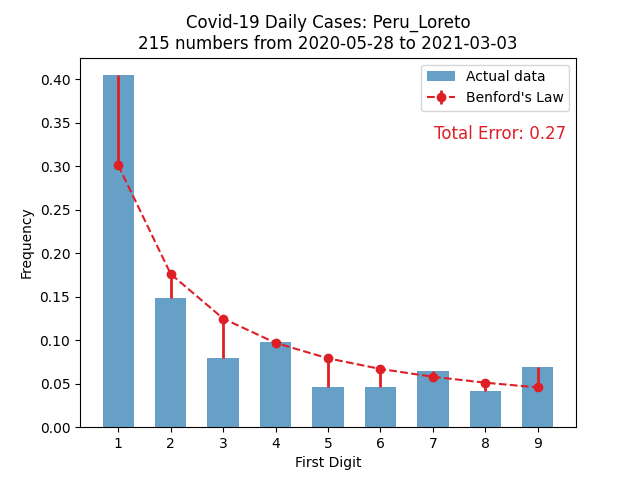 Covid-19 Daily Cases: Peru_Loreto
215 numbers from 2020-05-28 to 2021-03-03
Actual data
Benford's Law
Total Error: 0.27
Frequency
0.40
0.35
0.30
0.25
0.20
0.15
0.10
0.05
0.00
1 2 3 4 5 6 7 8 9
First Digit